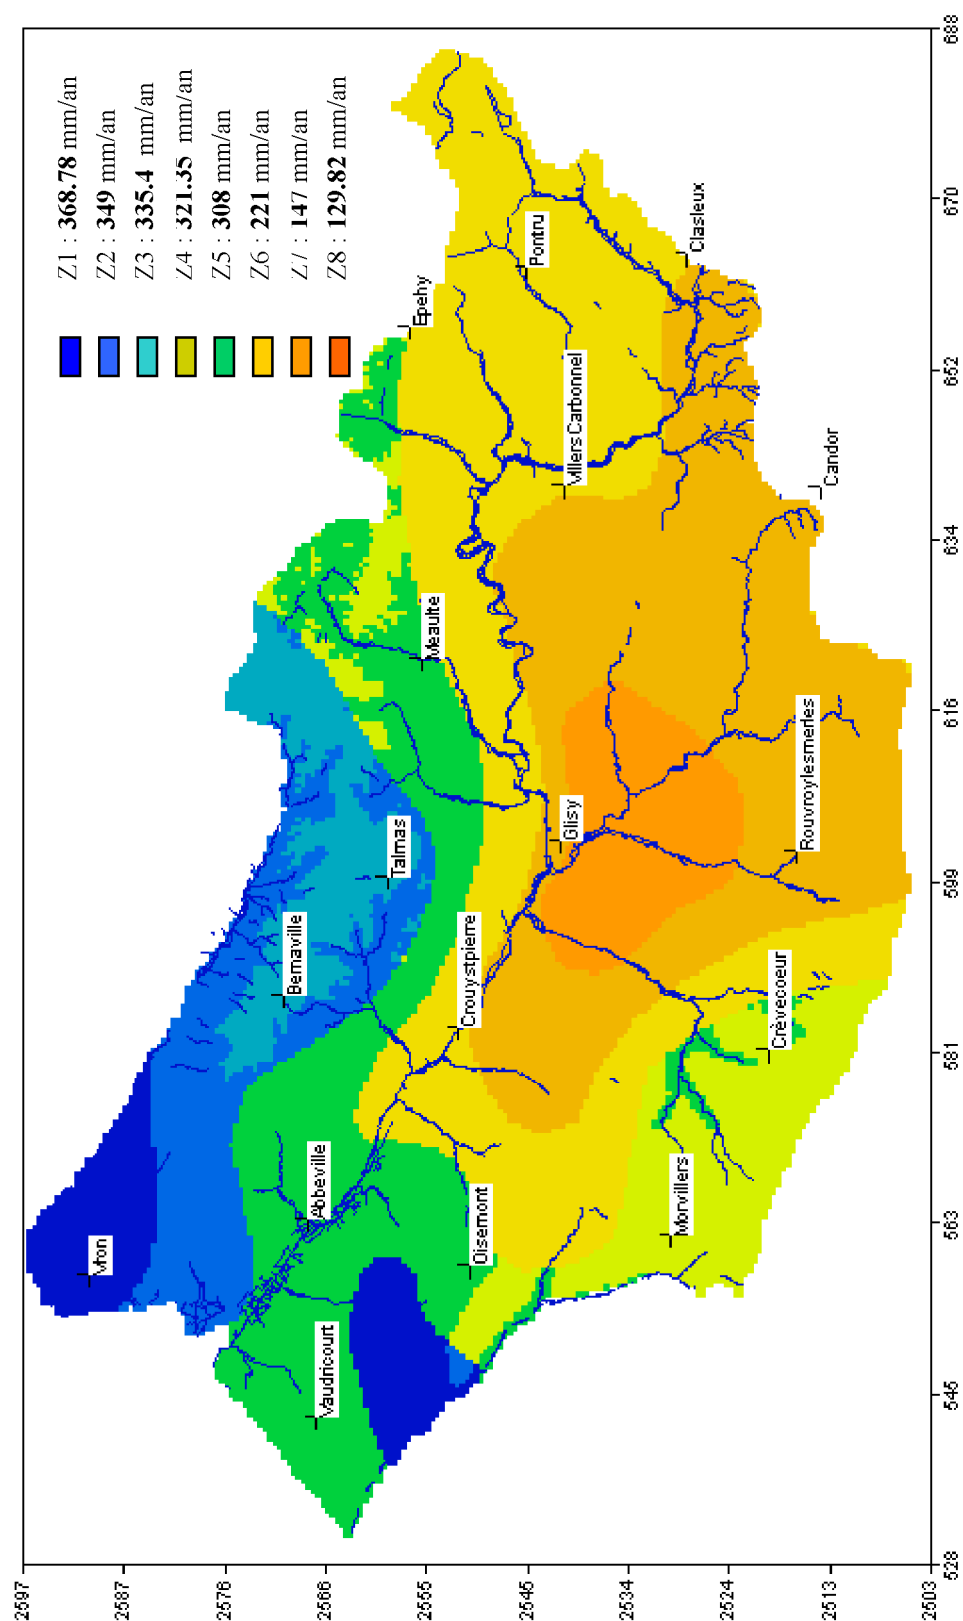 Z1 : 368.78 mm/an
Z2 : 349 mm/an
Z3 : 335.4 mm/an
Z4 : 321.35 mm/an
Z5 : 308 mm/an
Z6 : 221 mm/an
Z7 : 147 mm/an
Z8 : 129.82 mm/an
Vron
Bernaville
Talmas
Epehy
Vaudricourt
Abbeville
Meaulte
Pontru
Oisemont
Crouystpierre
Villers Carbonnel
Glisy
Clasleux
Morvillers
Crèvecoeur
Rouvroylesmerles
Candor
2597
2587
2576
2566
2555
2545
2534
2524
2513
2503
528
545
563
581
599
616
634
652
670
688